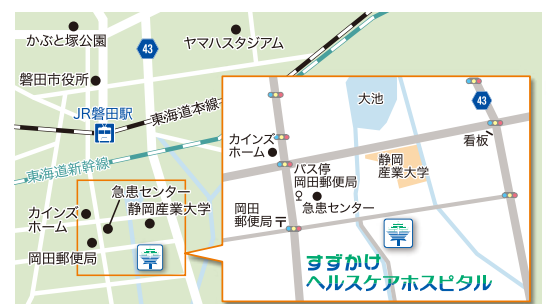 かぶと塚公園
43
ヤマハスタジアム
磐田市役所
JR磐田駅
東海道本線
東海道新幹線
急患センター
カインズ
ホーム
静岡産業大学
岡田郵便局
大池
43
看板
カインズ
ホーム
バス停
岡田郵便局
静岡
産業大学
急患センター
岡田
郵便局〒
すずかけ
ヘルスケアホスピタル